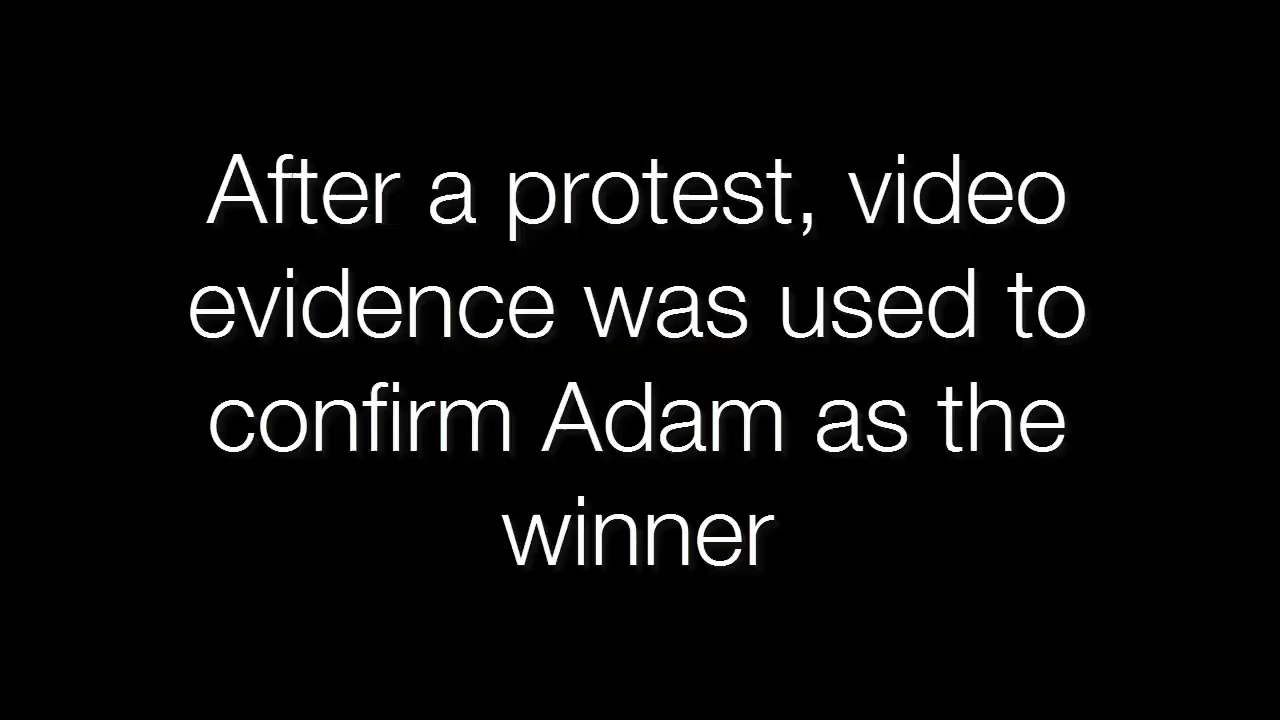 After a protest, video
evidence was used to
confirm Adam as the
winner